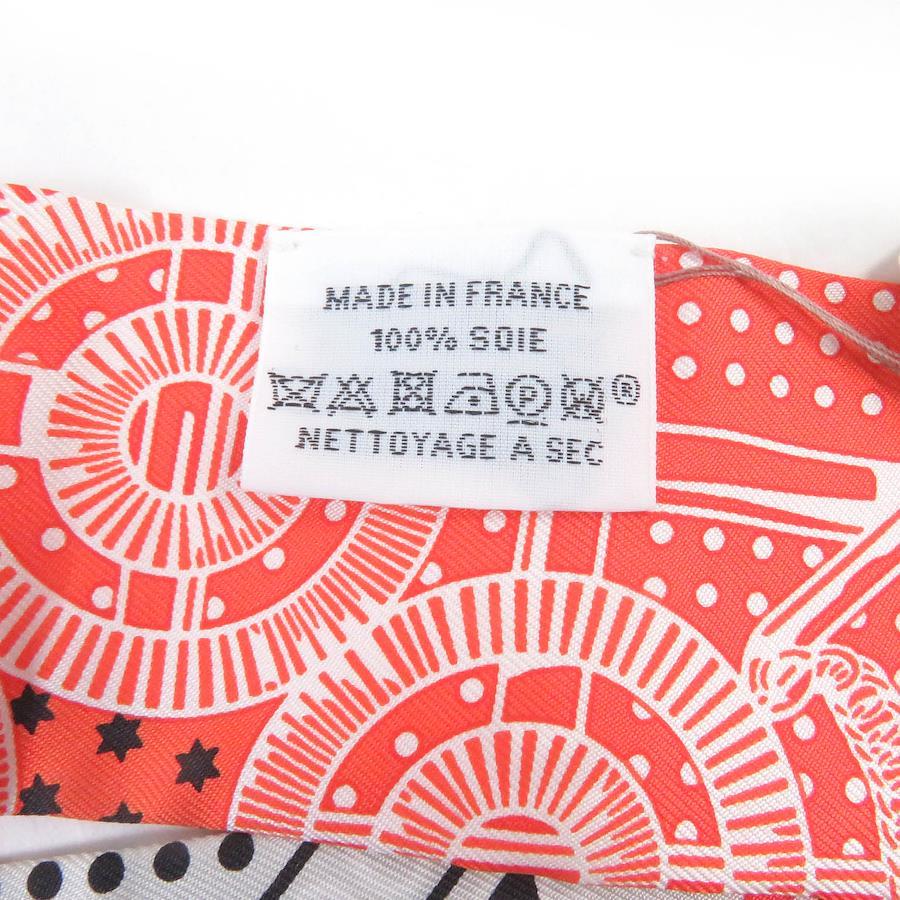 MADE IN FRANCE
100% SOIE
P ®
NETTOYAGE A SEC